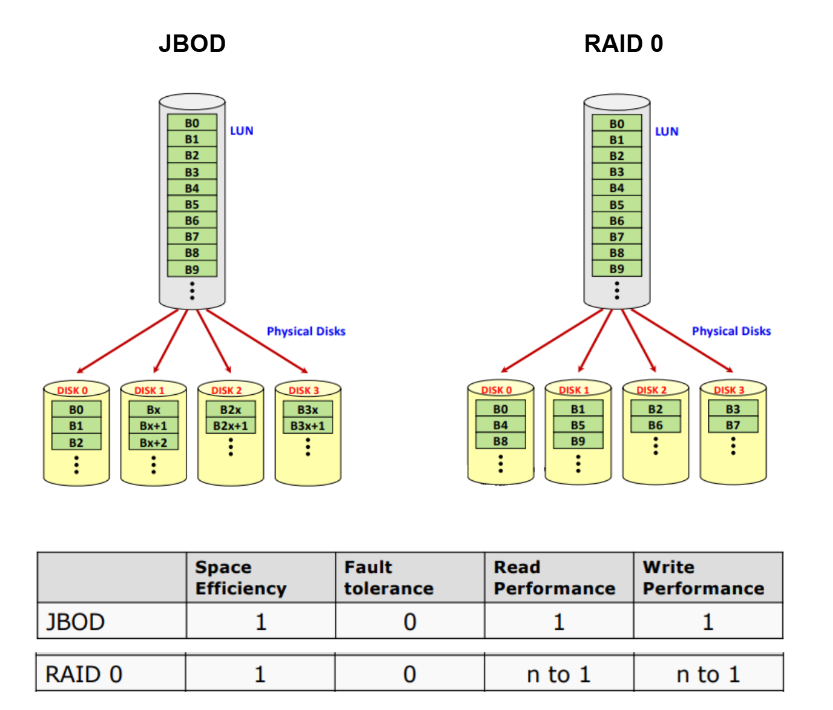 JBOD
RAID 0
LUN
B0
B1
B2
B3
B4
B5
B6
B7
B8
B9
Physical Disks
DISK 0
B0
B1
B2
DISK 1
Bx
Bx+1
Bx+2
DISK 2
B2x
B2x+1
DISK 3
B3x
B3x+1
LUN
B0
B1
B2
B3
B4
B5
B6
B7
B8
B9
Physical Disks
DISK 0
B0
B4
B8
DISK 1
B1
B5
B9
DISK 2
B2
B6
DISK 3
B3
B7
Space Efficiency Fault tolerance Read Performance Write Performance
JBOD 1 0 1 1
RAID 0 1 0 n to 1 n to 1